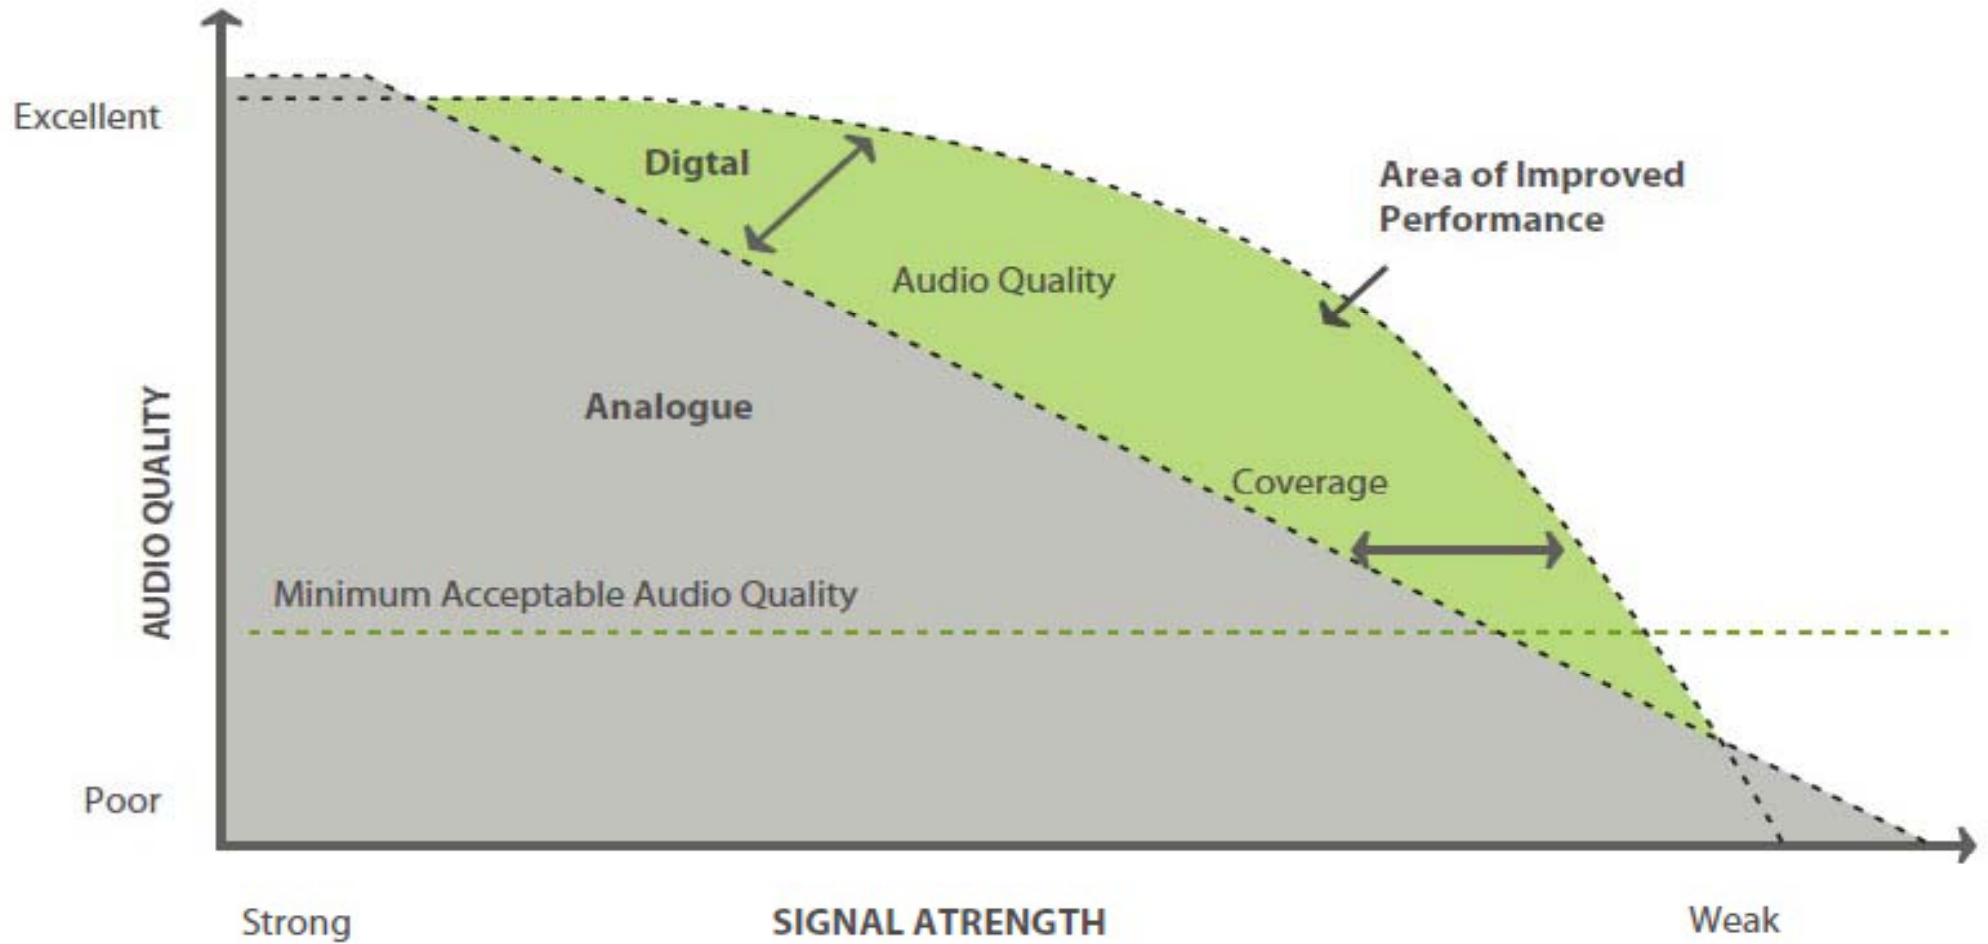 Excellent
Digtal
Area of Improved
Performance
Audio Quality
Analogue
AUDIO QUALITY
Coverage
Minimum Acceptable Audio Quality
Poor
Strong
SIGNAL ATRENGTH
Weak